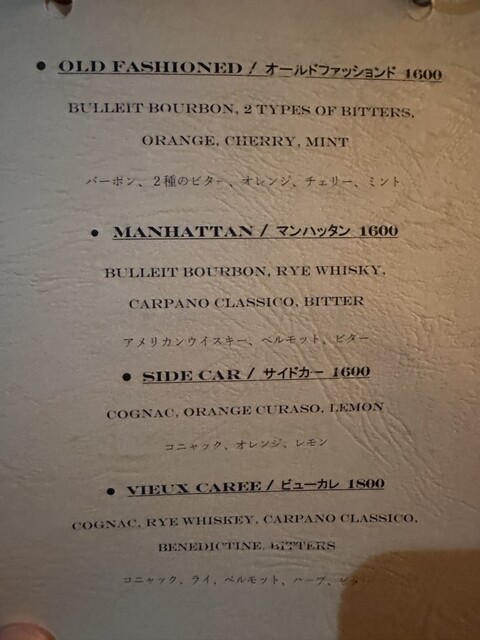 ● OLD FASHIONED / オールドファッションド 1600
BULLEIT BOURBON, 2 TYPES OF BITTERS,
ORANGE, CHERRY, MINT
バーボン、２種のビター、オレンジ、チェリー、ミント
● MANHATTAN / マンハッタン 1600
BULLEIT BOURBON, RYE WHISKY,
CARPANO CLASSICO, BITTER
アメリカンウイスキー、ベルモット、ビター
● SIDE CAR / サイドカー 1600
COGNAC, ORANGE CURASO, LEMON
コニャック、オレンジ、レモン
● VIEUX CAREE / ビューカレ 1800
COGNAC, RYE WHISKEY, CARPANO CLASSICO,
BENEDICTINE, BITTERS
コニャック、ライ、ベルモット、ハーブ、